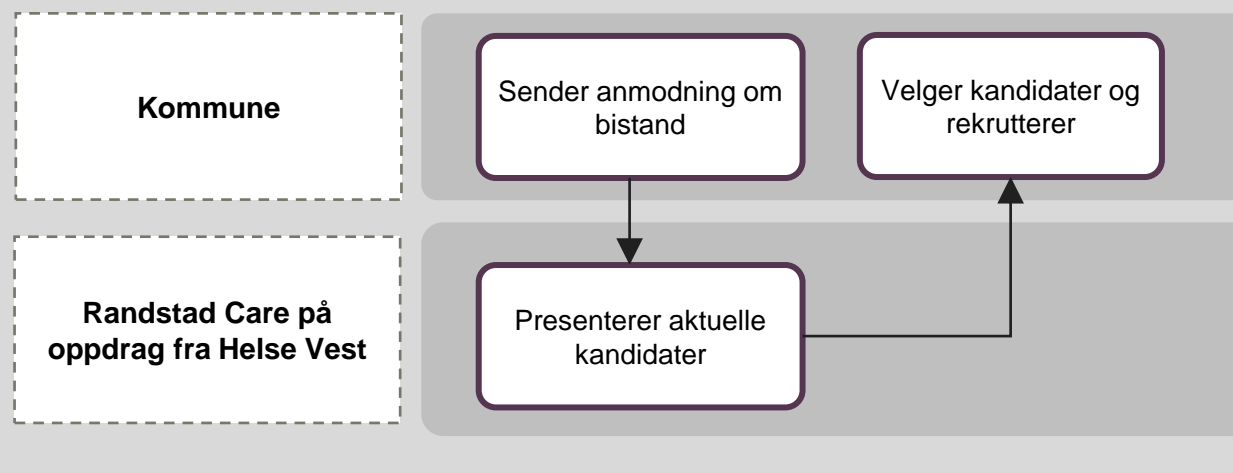 Kommune
Sender anmodning om
bistand
Velger kandidater og
rekrutterer
Randstad Care på
oppdrag fra Helse Vest
Presenterer aktuelle
kandidater